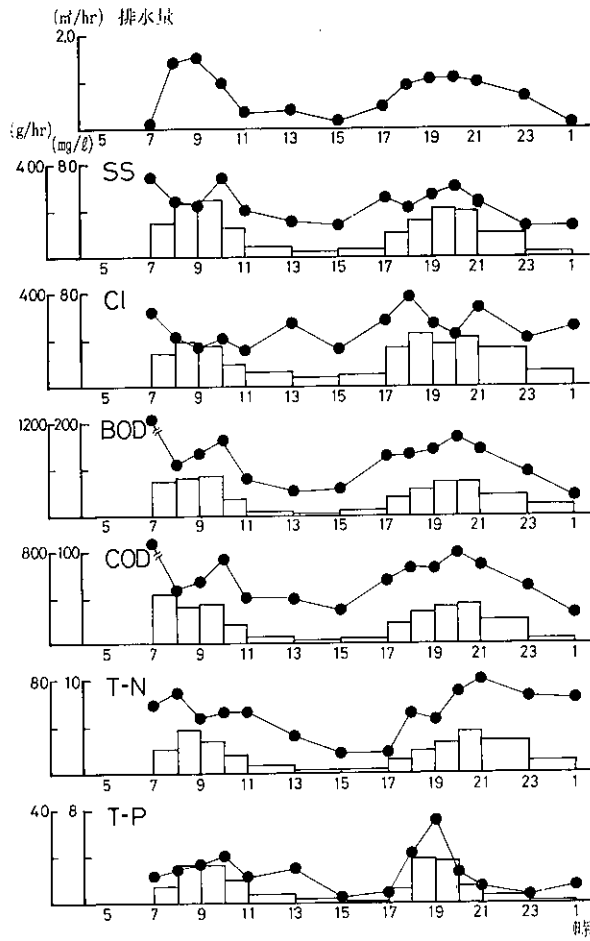 (㎥/hr) 排水量
2.0
7 9 11 13 15 17 19 21 23 1
(g/hr) (mg/ℓ)
400 80 SS
5 7 9 11 13 15 17 19 21 23 1
400 80 Cl
5 7 9 11 13 15 17 19 21 23 1
1200 200 BOD
5 7 9 11 13 15 17 19 21 23 1
800 100 COD
5 7 9 11 13 15 17 19 21 23 1
80 10 T-N
5 7 9 11 13 15 17 19 21 23 1
40 8 T-P
5 7 9 11 13 15 17 19 21 23 1